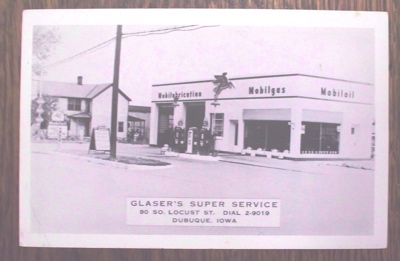 Mobilubrication Mobilgas Mobiloil
GLASER'S SUPER SERVICE
90 SO. LOCUST ST. DIAL 2-9019
DUBUQUE, IOWA